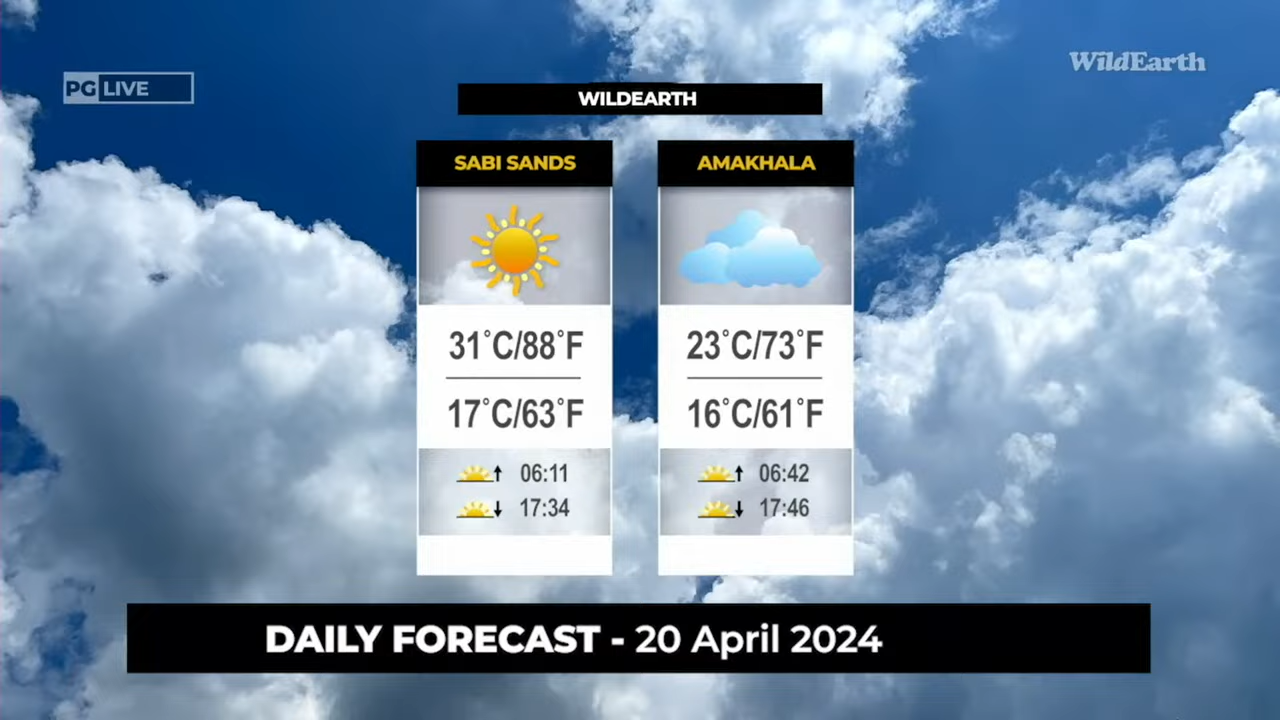 PG LIVE
WildEarth
WILDEARTH
SABI SANDS
31°C/88°F
17°C/63°F
06:11
17:34
AMAKHALA
23°C/73°F
16°C/61°F
06:42
17:46
DAILY FORECAST - 20 April 2024